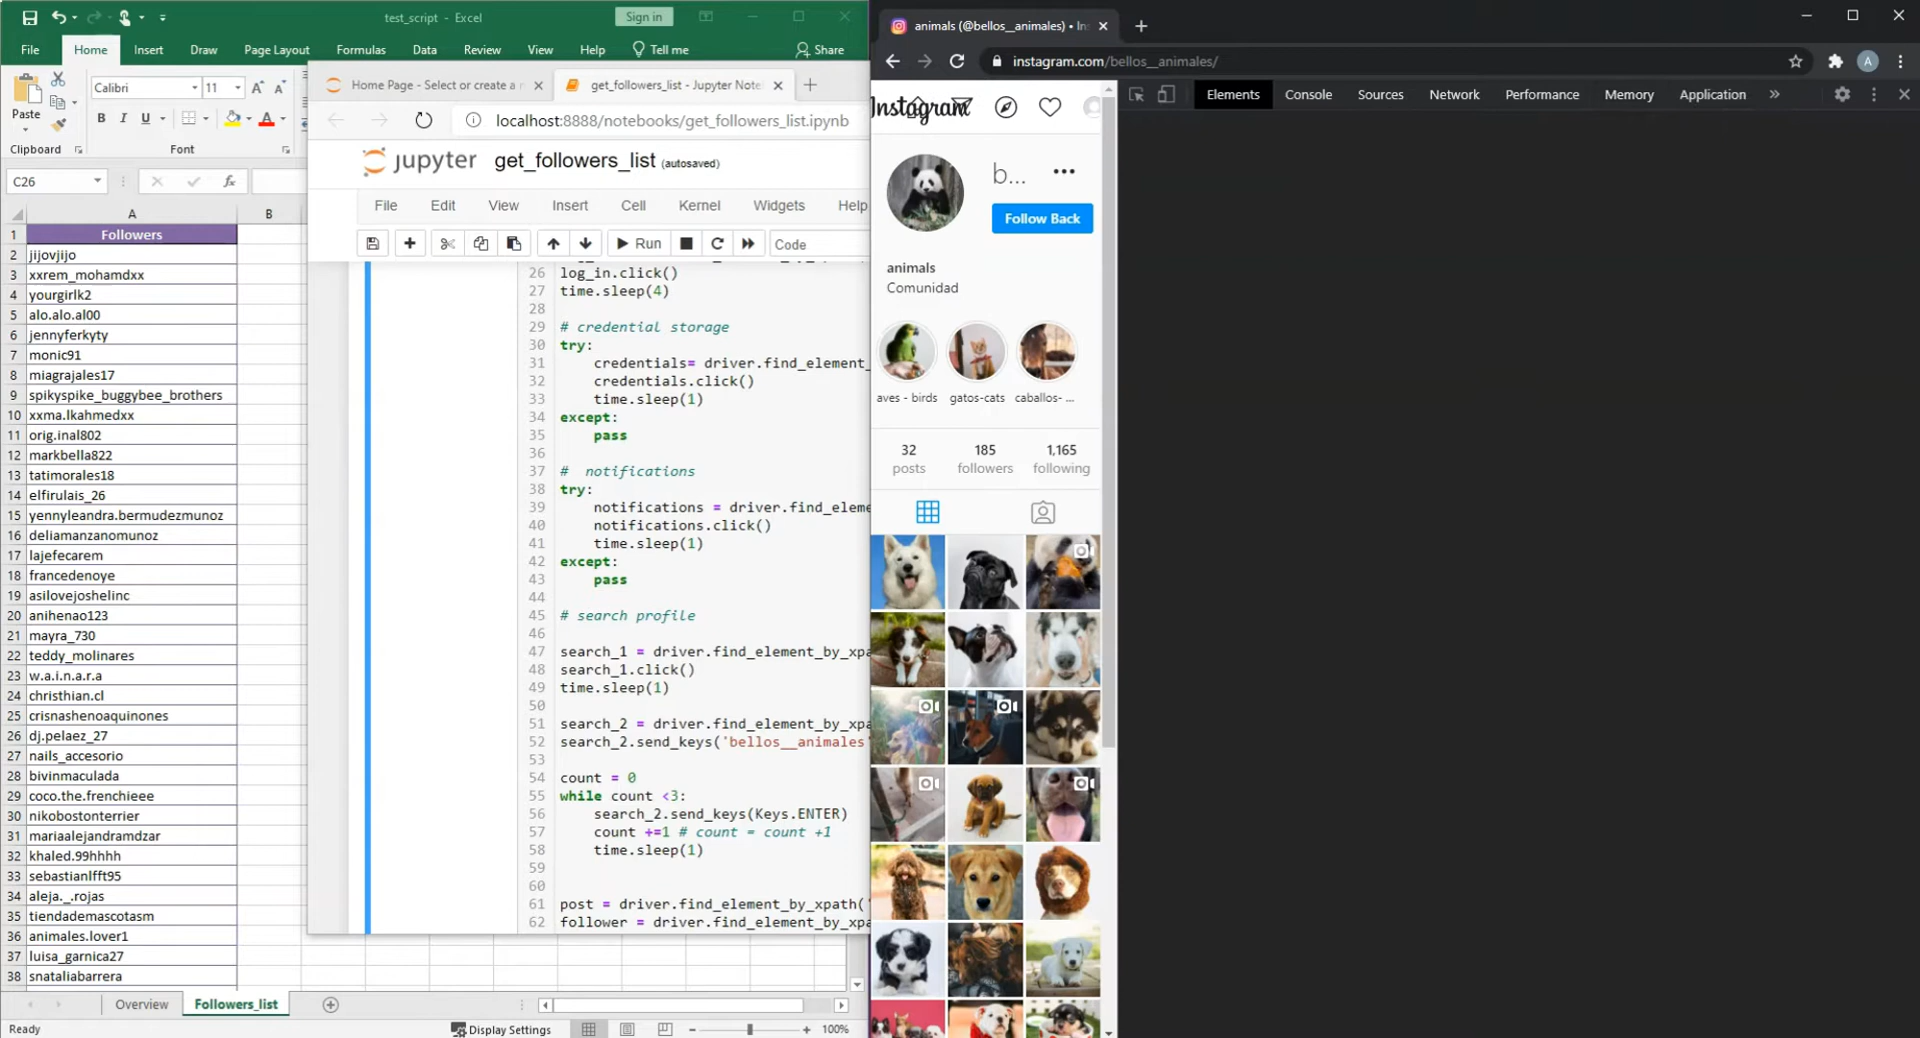 test_script - Excel
Sign in
File Home Insert Draw Page Layout Formulas Data Review View Help Tell me Share
Paste
Calibri 11
B I U
Clipboard Font
C26 fx
A B
1 Followers
2 jijovjijo
3 xxrem_mohamdxx
4 yourgirlk2
5 alo.alo.al00
6 jennyferkyty
7 monic91
8 miagrajales17
9 spikyspike_buggybee_brothers
10 xxma.lkahmedxx
11 orig.inal802
12 markbella822
13 tatimorales18
14 elfirulais_26
15 yennyleandra.bermudezmunoz
16 deliamanzanomunoz
17 lajefecarem
18 francedenoye
19 asilovejoshelinc
20 anihenao123
21 mayra_730
22 teddy_molinares
23 w.a.i.n.a.r.a
24 christhian.cl
25 crisnashenoaquinones
26 dj.pelaez_27
27 nails_accesorio
28 bivinmaculada
29 coco.the.frenchieee
30 nikobostonterrier
31 mariaalejandramdzar
32 khaled.99hhhh
33 sebastianlfft95
34 aleja._.rojas
35 tiendademascotasm
36 animales.lover1
37 luisa_garnica27
38 snataliabarrera
Overview Followers_list
Ready Display Settings 100%
Home Page - Select or create a n
get_followers_list - Jupyter Note
localhost:8888/notebooks/get_followers_list.ipynb
jupyter get_followers_list (autosaved)
File Edit View Insert Cell Kernel Widgets Help
Run Code
26 log_in.click()
27 time.sleep(4)
28
29 # credential storage
30 try:
31 credentials= driver.find_element_
32 credentials.click()
33 time.sleep(1)
34 except:
35 pass
36
37 # notifications
38 try:
39 notifications = driver.find_eleme
40 notifications.click()
41 time.sleep(1)
42 except:
43 pass
44
45 # search profile
46
47 search_1 = driver.find_element_by_xpa
48 search_1.click()
49 time.sleep(1)
50
51 search_2 = driver.find_element_by_xpa
52 search_2.send_keys('bellos__animales'
53
54 count = 0
55 while count <3:
56 search_2.send_keys(Keys.ENTER)
57 count +=1 # count = count +1
58 time.sleep(1)
59
60
61 post = driver.find_element_by_xpath('
62 follower = driver.find_element_by_xpa
animals (@bellos__animales) • In
instagram.com/bellos__animales/
A
Instagram
Elements Console Sources Network Performance Memory Application
b...
Follow Back
animals
Comunidad
aves - birds gatos-cats caballos- ...
32 185 1,165
posts followers following